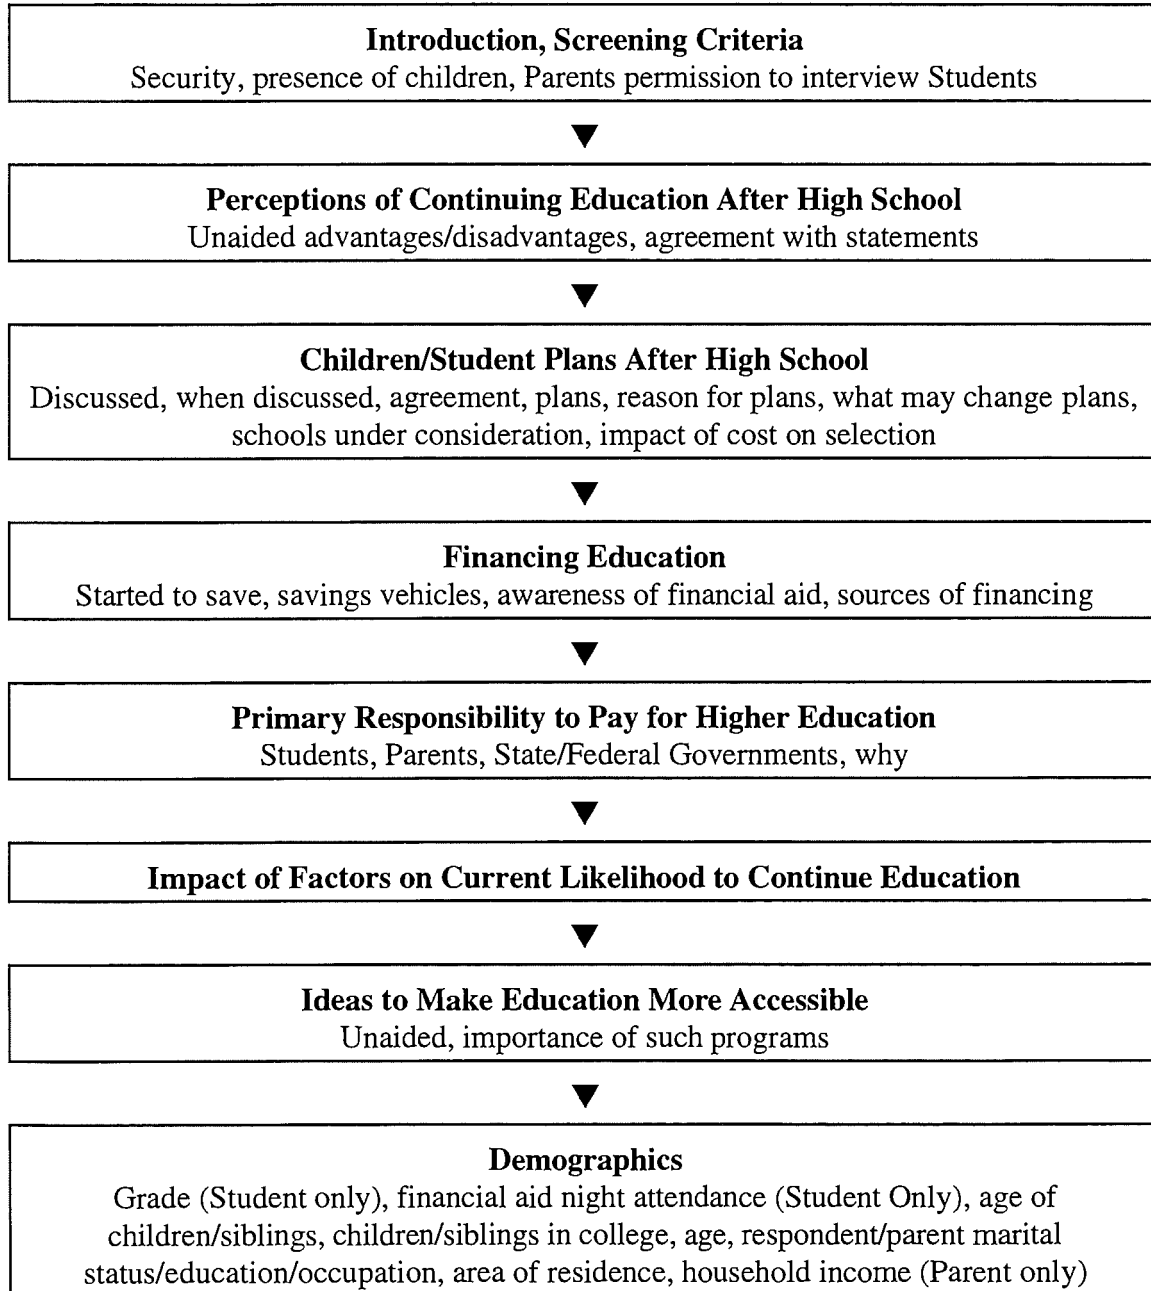 Introduction, Screening Criteria
Security, presence of children, Parents permission to interview Students
Perceptions of Continuing Education After High School
Unaided advantages/disadvantages, agreement with statements
Children/Student Plans After High School
Discussed, when discussed, agreement, plans, reason for plans, what may change plans,
schools under consideration, impact of cost on selection
Financing Education
Started to save, savings vehicles, awareness of financial aid, sources of financing
Primary Responsibility to Pay for Higher Education
Students, Parents, State/Federal Governments, why
Impact of Factors on Current Likelihood to Continue Education
Ideas to Make Education More Accessible
Unaided, importance of such programs
Demographics
Grade (Student only), financial aid night attendance (Student Only), age of
children/siblings, children/siblings in college, age, respondent/parent marital
status/education/occupation, area of residence, household income (Parent only)